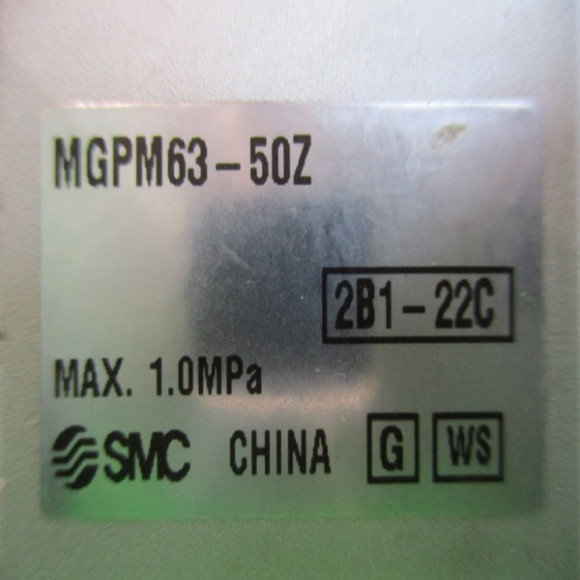 MGPM63-50Z
2B1-22C
MAX. 1.0MPa
SMC CHINA G WS